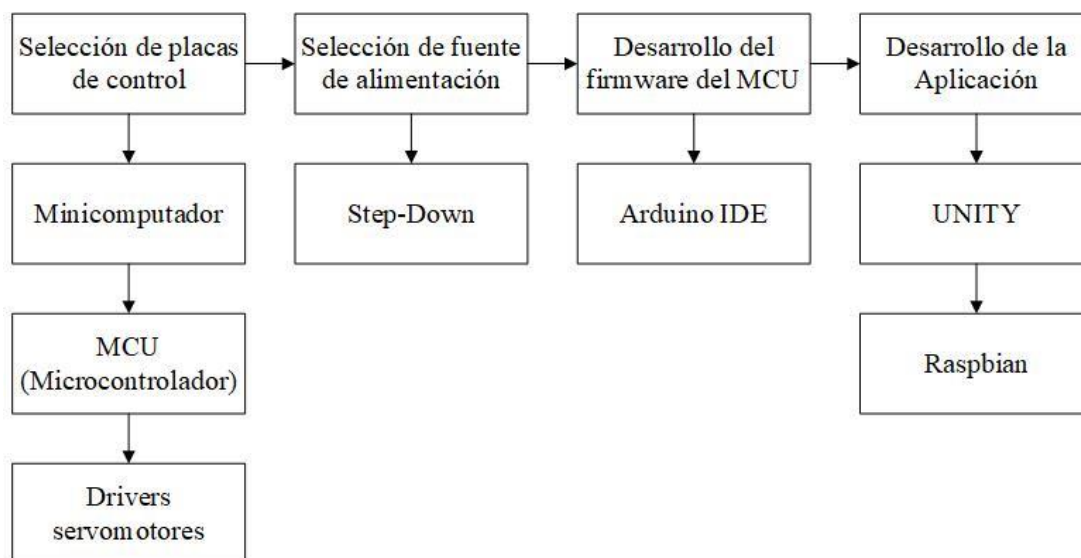 Selección de placas
de control
Selección de fuente
de alimentación
Desarrollo del
firmware del MCU
Desarrollo de la
Aplicación
Minicomputador
Step-Down
Arduino IDE
UNITY
MCU
(Microcontrolador)
Raspbian
Drivers
servomotores